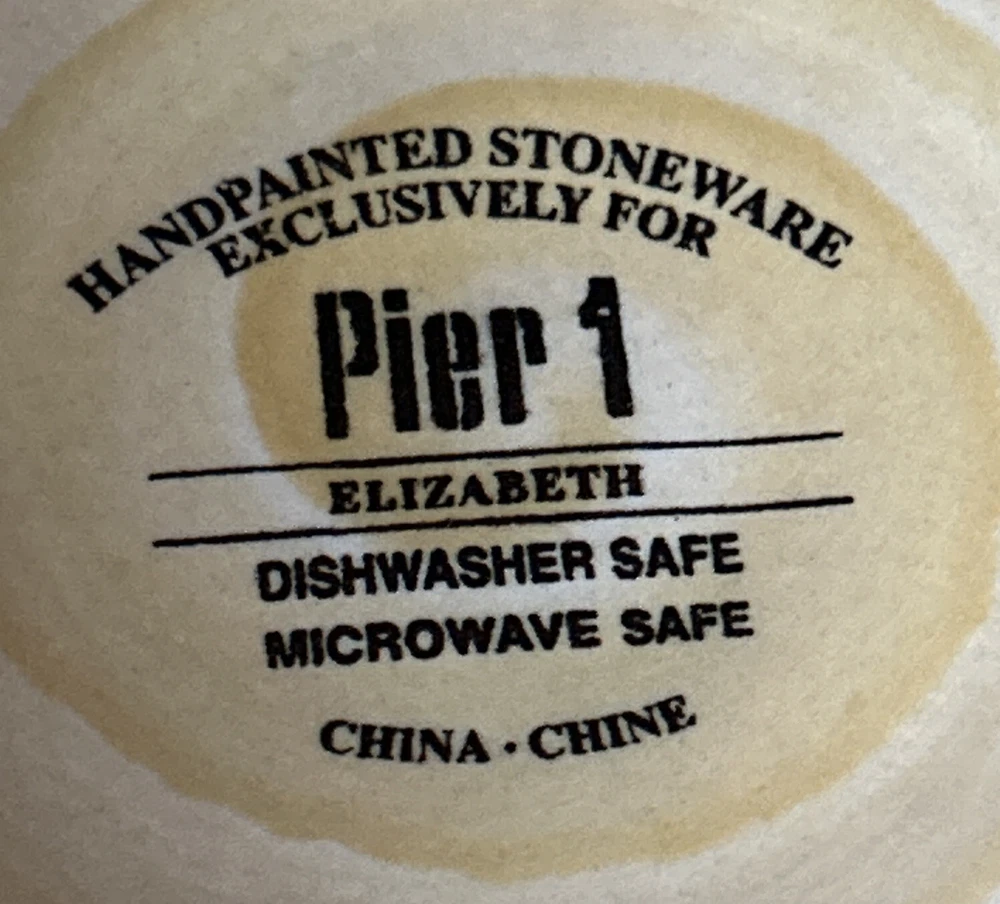 HANDPAINTED STONEWARE
EXCLUSIVELY FOR
Pier 1
ELIZABETH
DISHWASHER SAFE
MICROWAVE SAFE
CHINA · CHINE